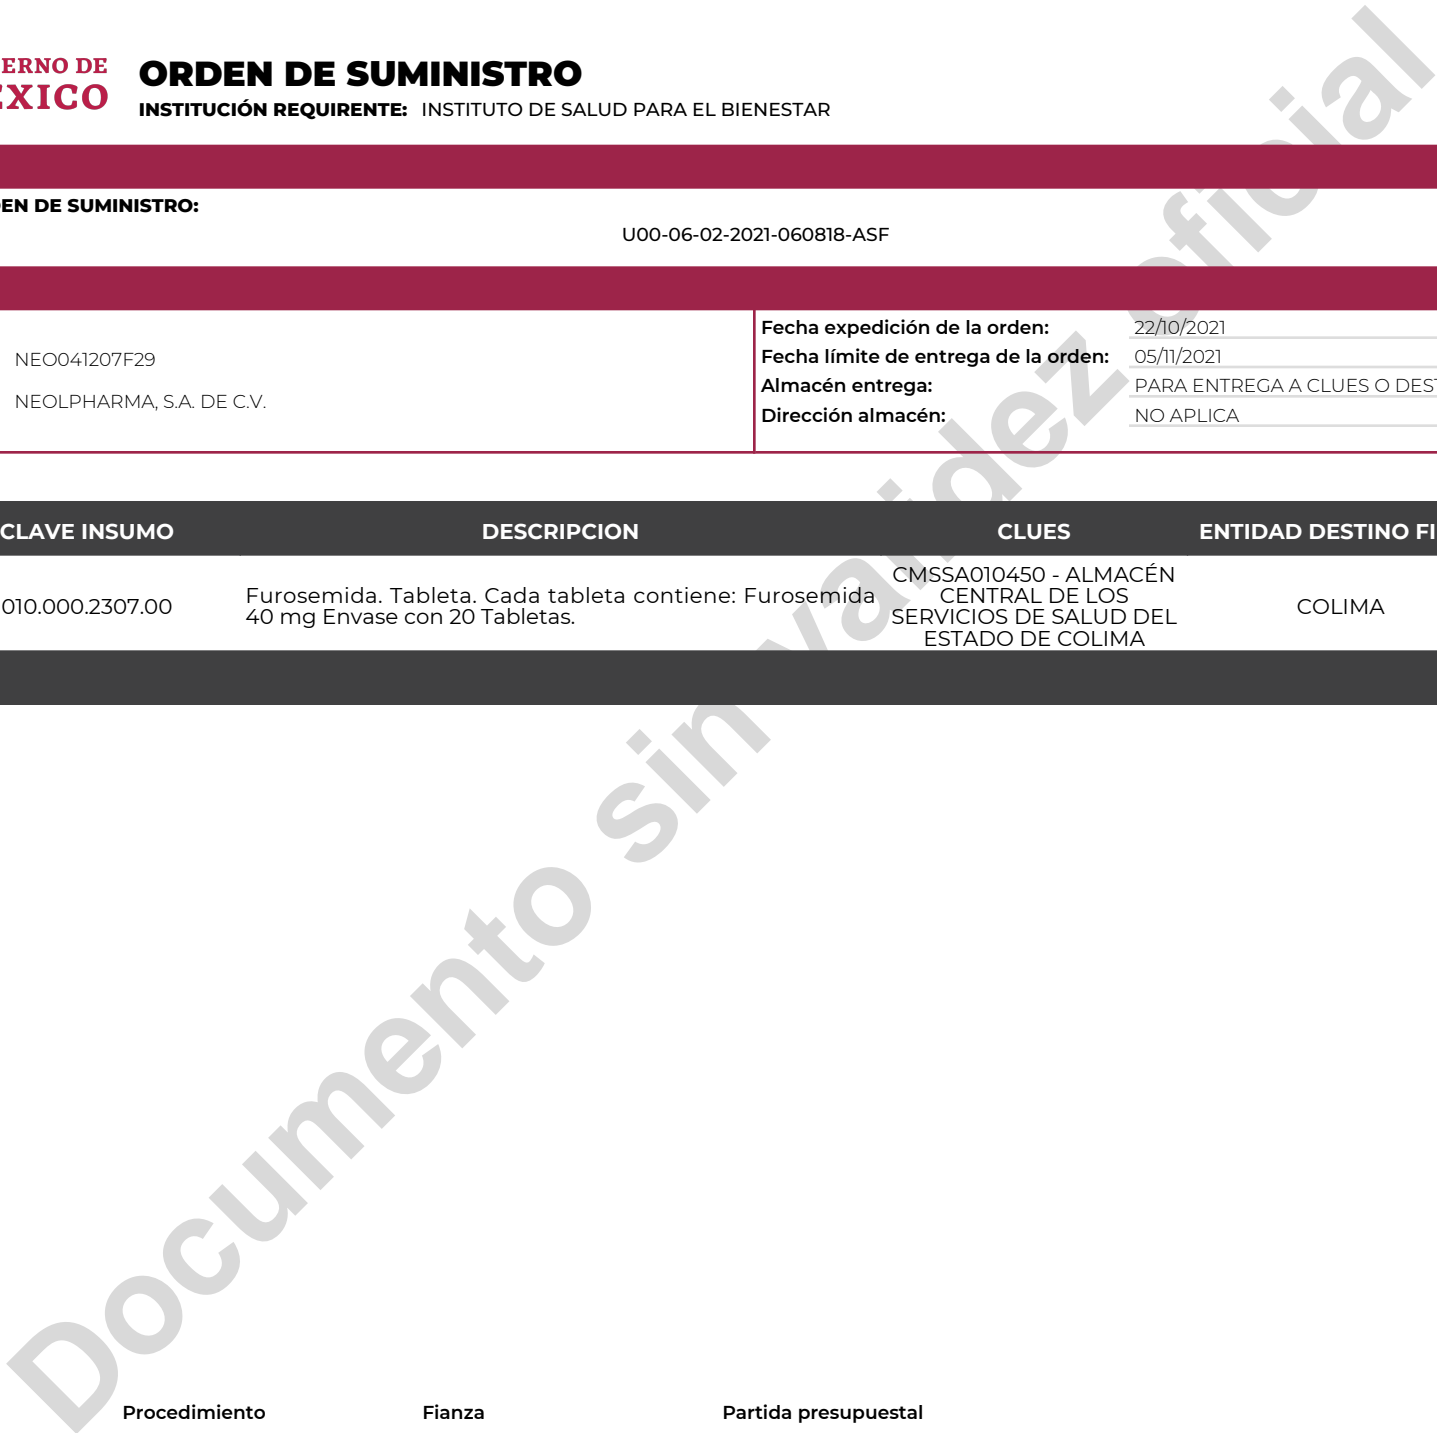 ERNO DE
ÉXICO
ORDEN DE SUMINISTRO
INSTITUCIÓN REQUIRENTE: INSTITUTO DE SALUD PARA EL BIENESTAR
EN DE SUMINISTRO:
U00-06-02-2021-060818-ASF
NEO041207F29
NEOLPHARMA, S.A. DE C.V.
Fecha expedición de la orden: 22/10/2021
Fecha límite de entrega de la orden: 05/11/2021
Almacén entrega: PARA ENTREGA A CLUES O DEST
Dirección almacén: NO APLICA
CLAVE INSUMO DESCRIPCION CLUES ENTIDAD DESTINO FI
010.000.2307.00
Furosemida. Tableta. Cada tableta contiene: Furosemida
40 mg Envase con 20 Tabletas.
CMSSA010450 - ALMACÉN
CENTRAL DE LOS
SERVICIOS DE SALUD DEL
ESTADO DE COLIMA
COLIMA
Documento sin validez oficial
Procedimiento Fianza Partida presupuestal